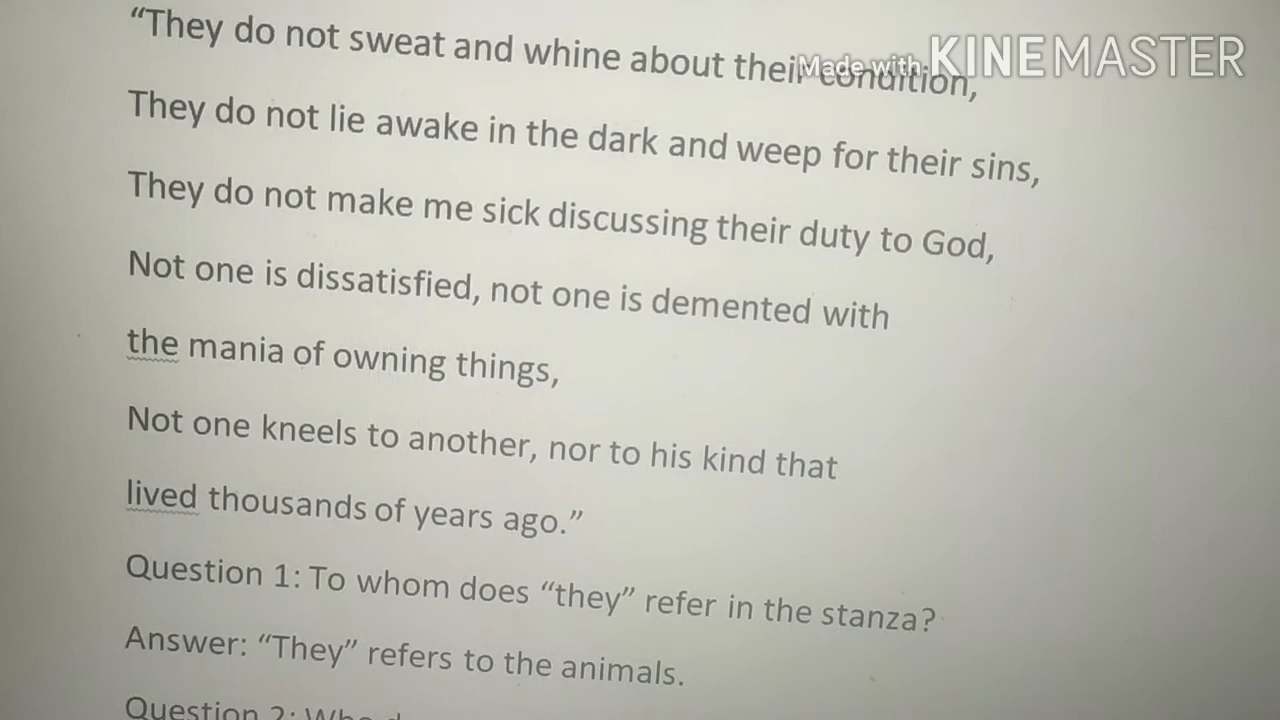 Made with KINEMASTER
“They do not sweat and whine about their condition,
They do not lie awake in the dark and weep for their sins,
They do not make me sick discussing their duty to God,
Not one is dissatisfied, not one is demented with
the mania of owning things,
Not one kneels to another, nor to his kind that
lived thousands of years ago.”
Question 1: To whom does “they” refer in the stanza?
Answer: “They” refers to the animals.
Question 2: